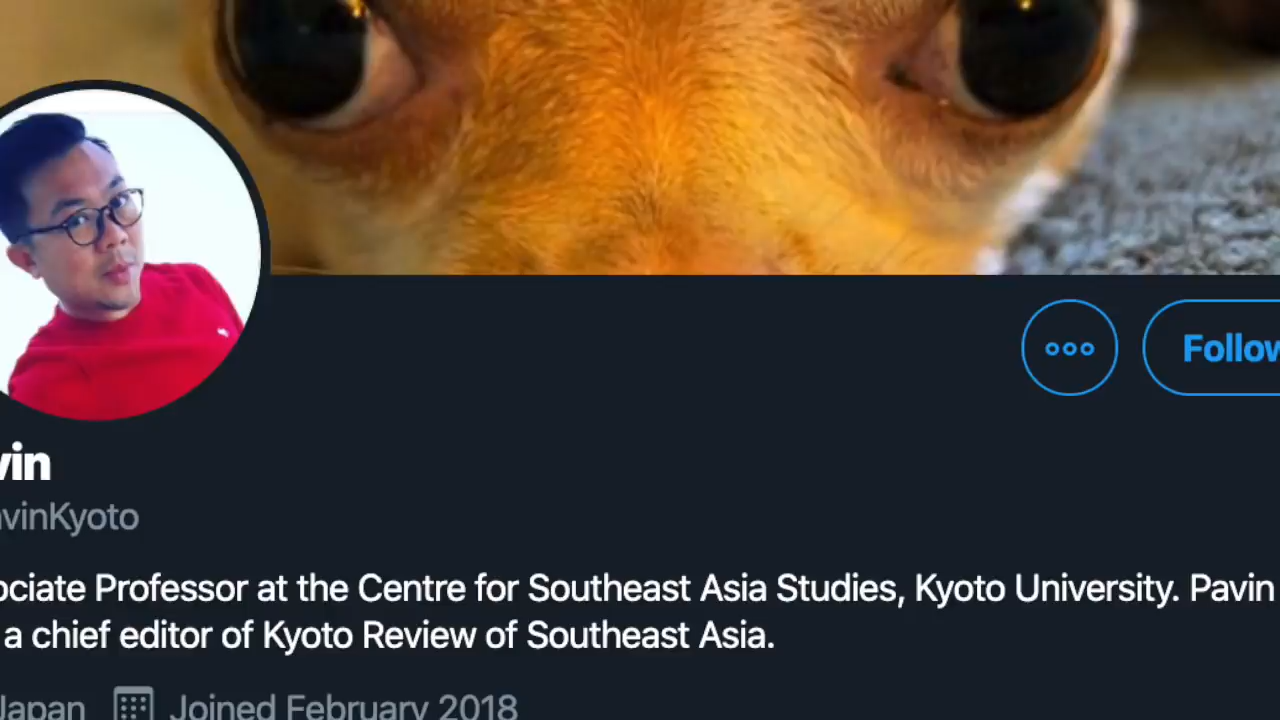 Follow
vin
vinKyoto
ociate Professor at the Centre for Southeast Asia Studies, Kyoto University. Pavin
a chief editor of Kyoto Review of Southeast Asia.
Japan Joined February 2018